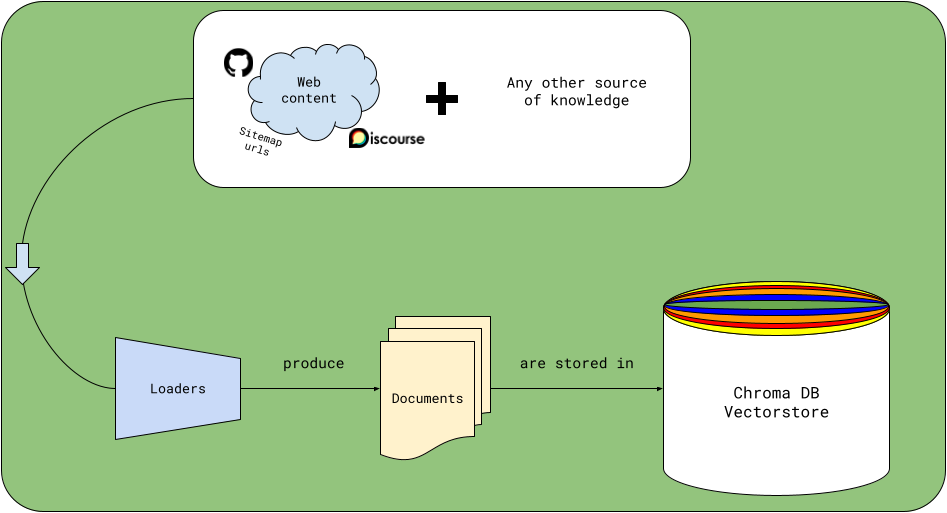 Web
content
Any other source
of knowledge
Sitemap
urls
Discourse
Loaders
produce
Documents
are stored in
Chroma DB
Vectorstore